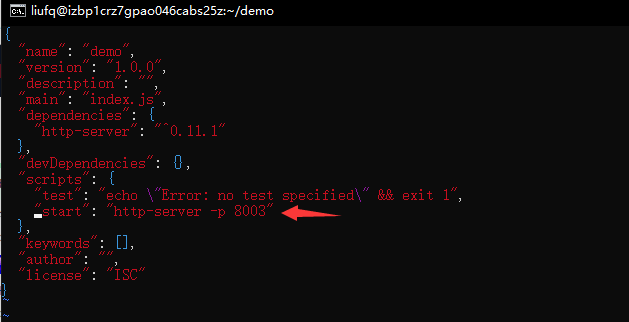 liufq@izbp1crz7gpao046cabs25z:~/demo
{
  "name": "demo",
  "version": "1.0.0",
  "description": "",
  "main": "index.js",
  "dependencies": {
    "http-server": "^0.11.1"
  },
  "devDependencies": {},
  "scripts": {
    "test": "echo \"Error: no test specified\" && exit 1",
    "start": "http-server -p 8003"
  },
  "keywords": [],
  "author": "",
  "license": "ISC"
}
~
~